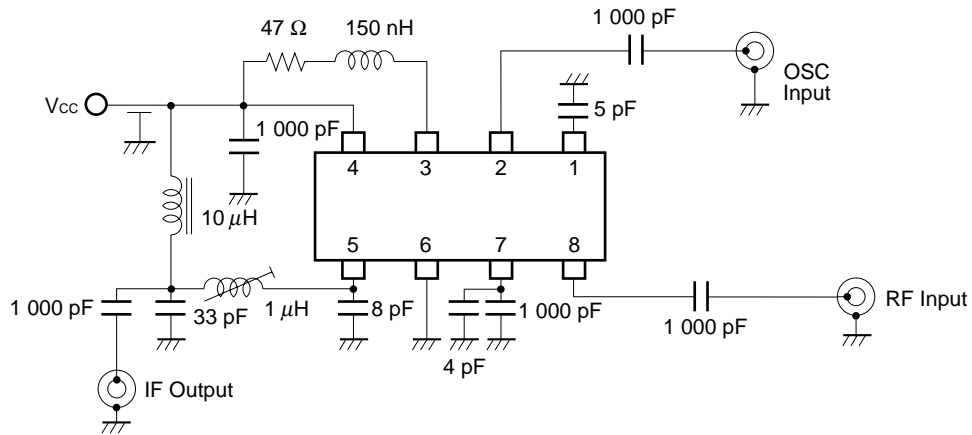 1 000 pF
47 Ω
150 nH
OSC
Input
Vcc
5 pF
1 000 pF
4
3
2
1
10 μH
5
6
7
8
1 000 pF
33 pF
1 μH
8 pF
1 000 pF
4 pF
1 000 pF
RF Input
IF Output